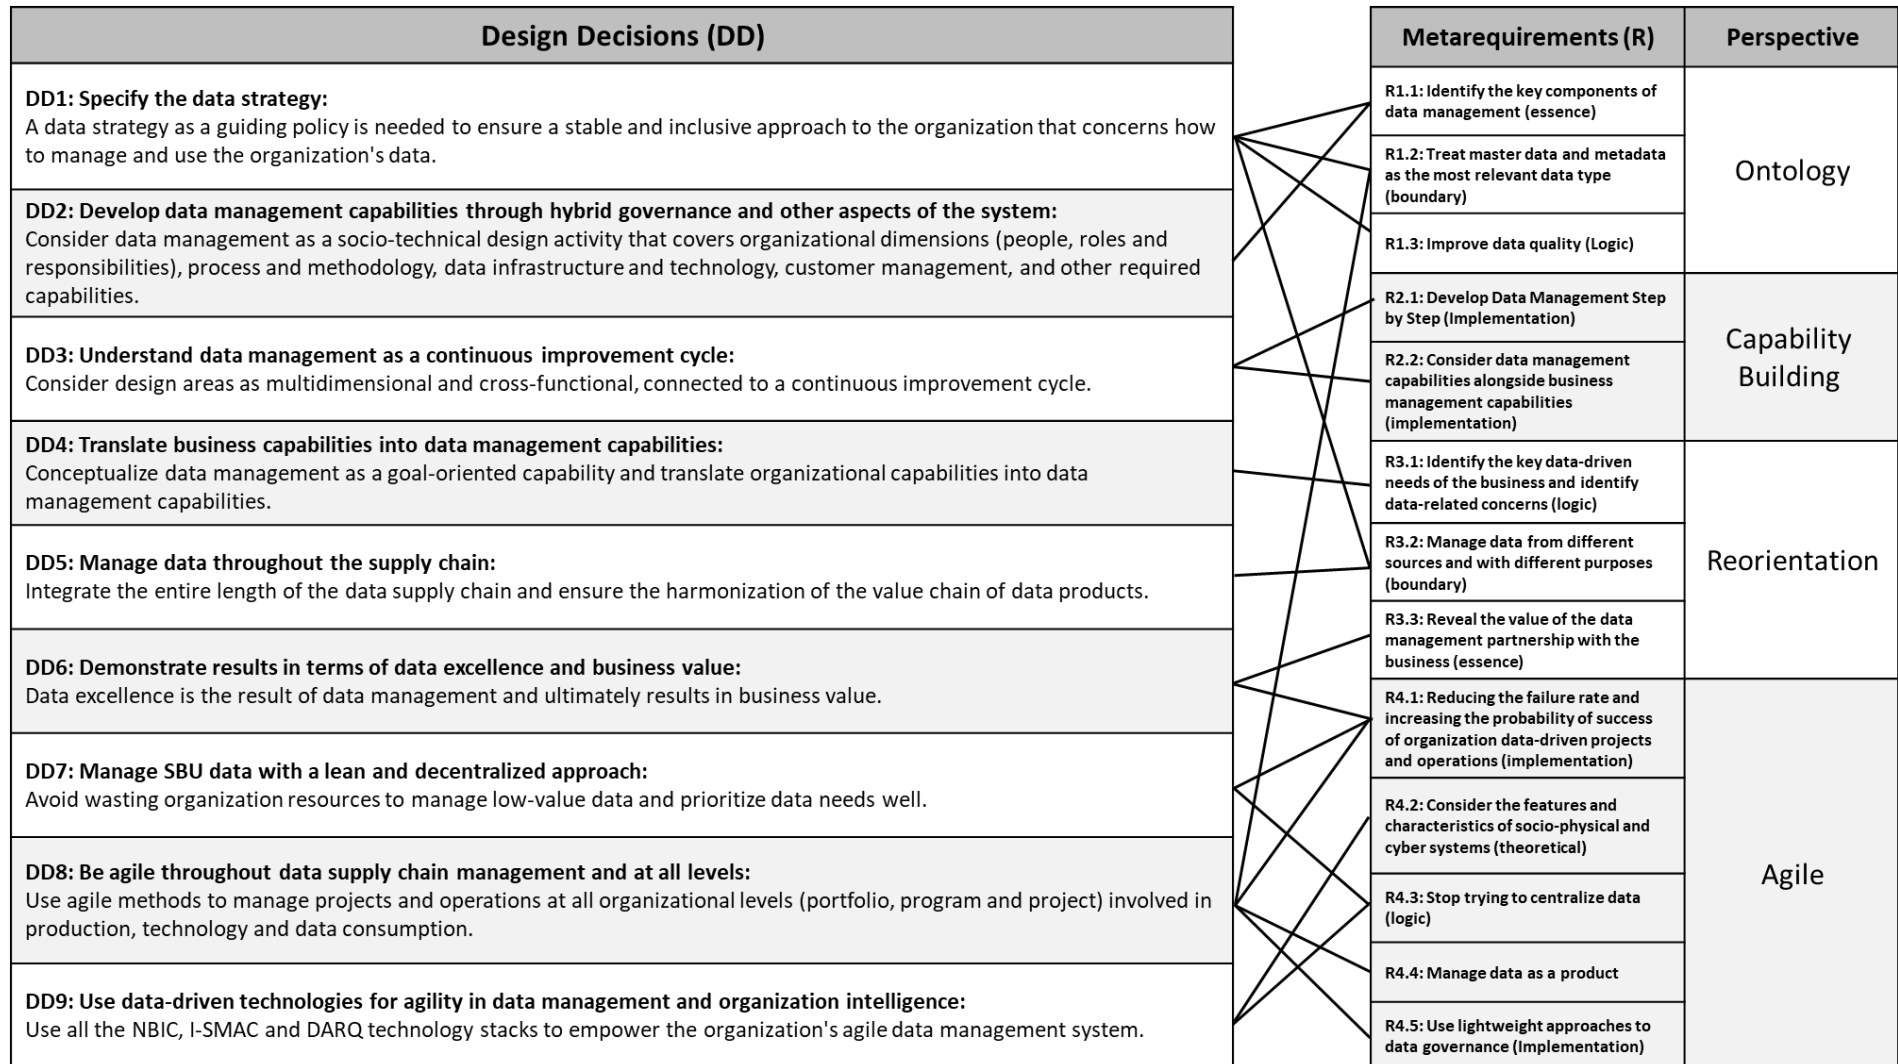 Design Decisions (DD)
DD1: Specify the data strategy:
A data strategy as a guiding policy is needed to ensure a stable and inclusive approach to the organization that concerns how
to manage and use the organization's data.
DD2: Develop data management capabilities through hybrid governance and other aspects of the system:
Consider data management as a socio-technical design activity that covers organizational dimensions (people, roles and
responsibilities), process and methodology, data infrastructure and technology, customer management, and other required
capabilities.
DD3: Understand data management as a continuous improvement cycle:
Consider design areas as multidimensional and cross-functional, connected to a continuous improvement cycle.
DD4: Translate business capabilities into data management capabilities:
Conceptualize data management as a goal-oriented capability and translate organizational capabilities into data
management capabilities.
DD5: Manage data throughout the supply chain:
Integrate the entire length of the data supply chain and ensure the harmonization of the value chain of data products.
DD6: Demonstrate results in terms of data excellence and business value:
Data excellence is the result of data management and ultimately results in business value.
DD7: Manage SBU data with a lean and decentralized approach:
Avoid wasting organization resources to manage low-value data and prioritize data needs well.
DD8: Be agile throughout data supply chain management and at all levels:
Use agile methods to manage projects and operations at all organizational levels (portfolio, program and project) involved in
production, technology and data consumption.
DD9: Use data-driven technologies for agility in data management and organization intelligence:
Use all the NBIC, I-SMAC and DARQ technology stacks to empower the organization's agile data management system.
Metarequirements (R)
Perspective
R1.1: Identify the key components of
data management (essence)
R1.2: Treat master data and metadata
as the most relevant data type
(boundary)
R1.3: Improve data quality (Logic)
Ontology
R2.1: Develop Data Management Step
by Step (Implementation)
R2.2: Consider data management
capabilities alongside business
management capabilities
(implementation)
Capability
Building
R3.1: Identify the key data-driven
needs of the business and identify
data-related concerns (logic)
R3.2: Manage data from different
sources and with different purposes
(boundary)
R3.3: Reveal the value of the data
management partnership with the
business (essence)
Reorientation
R4.1: Reducing the failure rate and
increasing the probability of success
of organization data-driven projects
and operations (implementation)
R4.2: Consider the features and
characteristics of socio-physical and
cyber systems (theoretical)
R4.3: Stop trying to centralize data
(logic)
R4.4: Manage data as a product
R4.5: Use lightweight approaches to
data governance (Implementation)
Agile